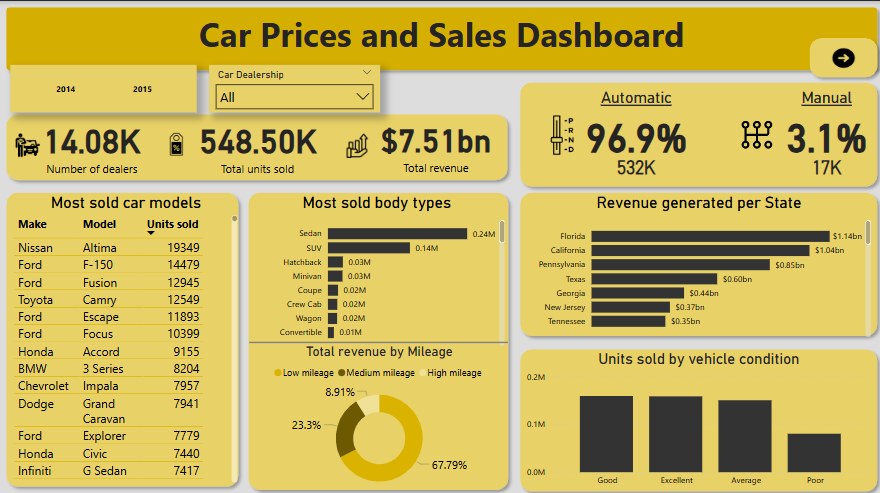 Car Prices and Sales Dashboard
2014 2015
Car Dealership
All
14.08K
Number of dealers
548.50K
Total units sold
$7.51bn
Total revenue
Automatic
-P
-R
-N
-D
96.9%
532K
Manual
3.1%
17K
Most sold car models
Make Model Units sold
Nissan Altima 19349
Ford F-150 14479
Ford Fusion 12945
Toyota Camry 12549
Ford Escape 11893
Ford Focus 10399
Honda Accord 9155
BMW 3 Series 8204
Chevrolet Impala 7957
Dodge Grand Caravan 7941
Ford Explorer 7779
Honda Civic 7440
Infiniti G Sedan 7417
Most sold body types
Sedan 0.24M
SUV 0.14M
Hatchback 0.03M
Minivan 0.03M
Coupe 0.02M
Crew Cab 0.02M
Wagon 0.02M
Convertible 0.01M
Total revenue by Mileage
Low mileage Medium mileage High mileage
8.91%
23.3%
67.79%
Revenue generated per State
Florida $1.14bn
California $1.04bn
Pennsylvania $0.85bn
Texas $0.60bn
Georgia $0.44bn
New Jersey $0.37bn
Tennessee $0.35bn
Units sold by vehicle condition
0.2M
0.1M
0.0M
Good Excellent Average Poor